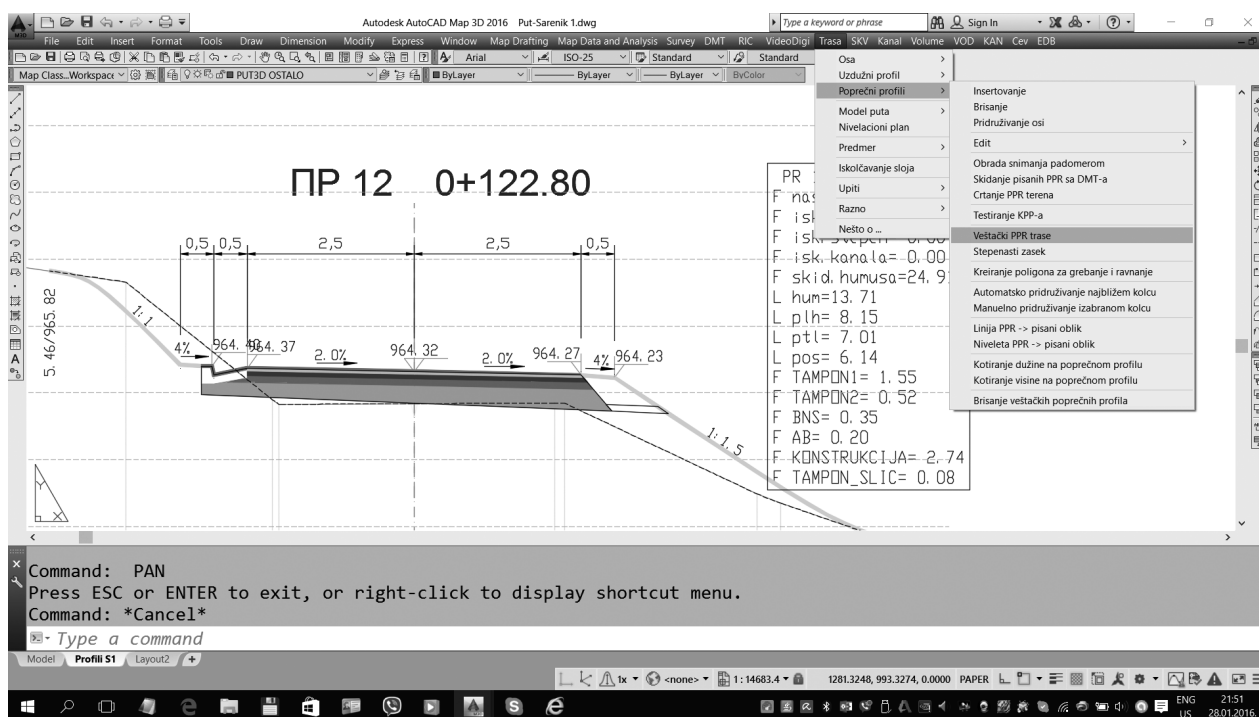 Autodesk AutoCAD Map 3D 2016 Put-Sarenik 1.dwg
Type a keyword or phrase
Sign In
File Edit Insert Format Tools Draw Dimension Modify Express Window Map Drafting Map Data and Analysis Survey DMT RIC VideoDigi Trasa SKV Kanal Volume VOD KAN Cev EDB
Arial ISO-25 Standard Standard
Map Class...Workspace PUT3D OSTALO ByLayer ByLayer ByLayer ByColor
Osa
Uzdužni profil
Poprečni profili
Model puta
Nivelacioni plan
Predmer
Iskolčavanje sloja
Upiti
Razno
Nešto o ...
Insertovanje
Brisanje
Pridruživanje osi
Edit
Obrada snimanja padomerom
Skidanje pisanih PPR sa DMT-a
Crtanje PPR terena
Testiranje KPP-a
Veštački PPR trase
Stepenasti zasek
Kreiranje poligona za grebanje i ravnanje
Automatsko pridruživanje najbližem kolcu
Manuelno pridruživanje izabranom kolcu
Linija PPR -> pisani oblik
Niveleta PPR -> pisani oblik
Kotiranje dužine na poprečnom profilu
Kotiranje visine na poprečnom profilu
Brisanje veštačkih poprečnih profila
ПР 12 0+122.80
0,5 0,5 2,5 2,5 0,5
5.46/965.82
1:1
4% 964.40 964.37 2.0% 964.32 2.0% 964.27 4% 964.23
1:1.5
PR
F nas
F isk
F isk. stepen= 0.00
F isk. kanala= 0.00
F skid. humusa=24.9
L hum=13.71
L plh= 8.15
L ptl= 7.01
L pos= 6.14
F TAMPON1= 1.55
F TAMPON2= 0.52
F BNS= 0.35
F AB= 0.20
F KONSTRUKCIJA= 2.74
F TAMPON_SLIC= 0.08
Y
X
Command: PAN
Press ESC or ENTER to exit, or right-click to display shortcut menu.
Command: *Cancel*
Type a command
Model Profili S1 Layout2 +
1x <none> 1:14683.4 1281.3248, 993.3274, 0.0000 PAPER
ENG 21:51
US 28.01.2016.